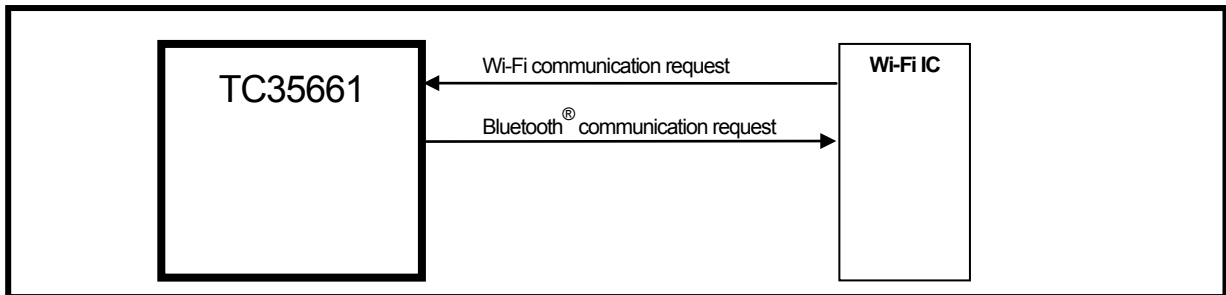 TC35661
Wi-Fi communication request
Wi-Fi IC
Bluetooth® communication request